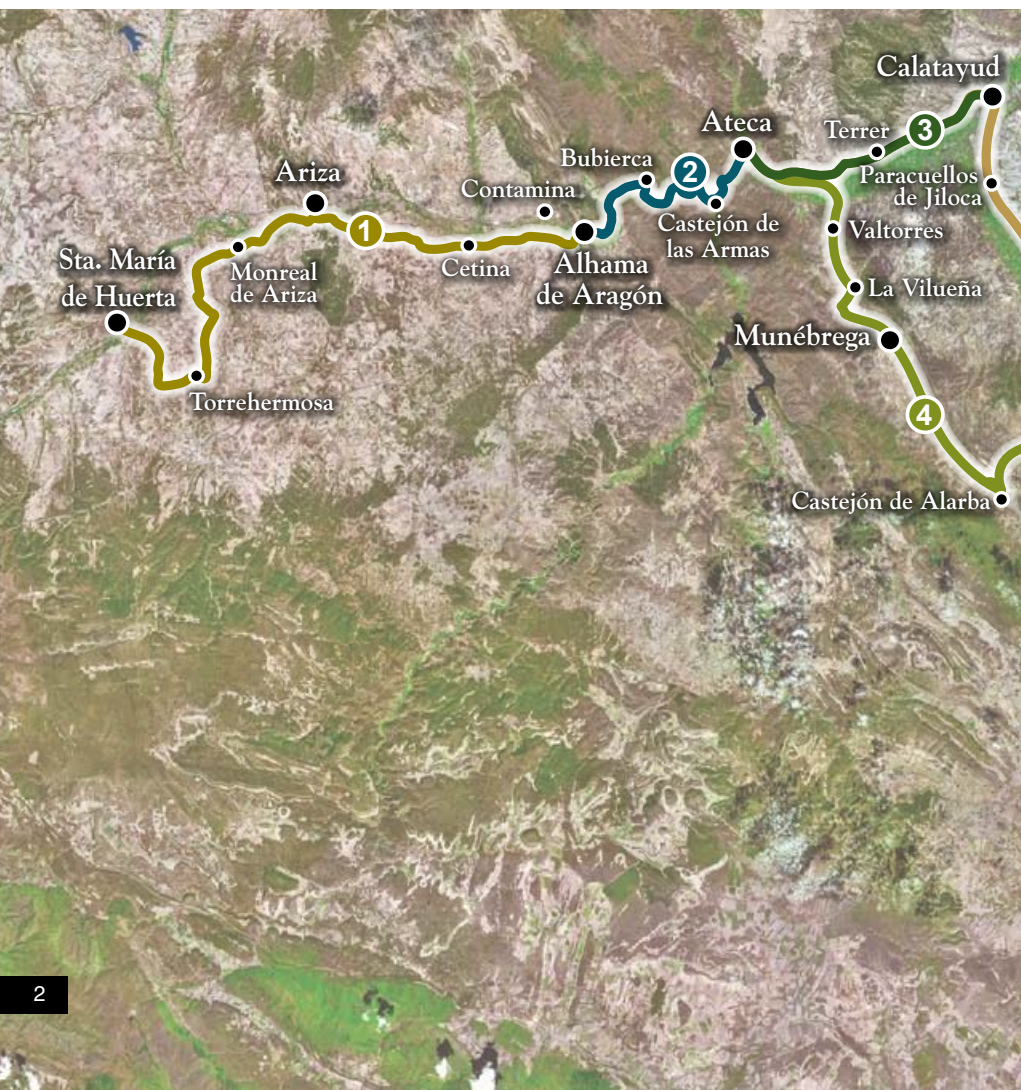 Calatayud
Ateca
Terrer
3
Bubierca
2
Ariza
Contamina
Paracuellos
de Jiloca
Castejón de
las Armas
1
Valtorres
Sta. María
de Huerta
Monreal
de Ariza
Cetina
Alhama
de Aragón
La Vilueña
Munébrega
Torrehermosa
4
Castejón de Alarba
2